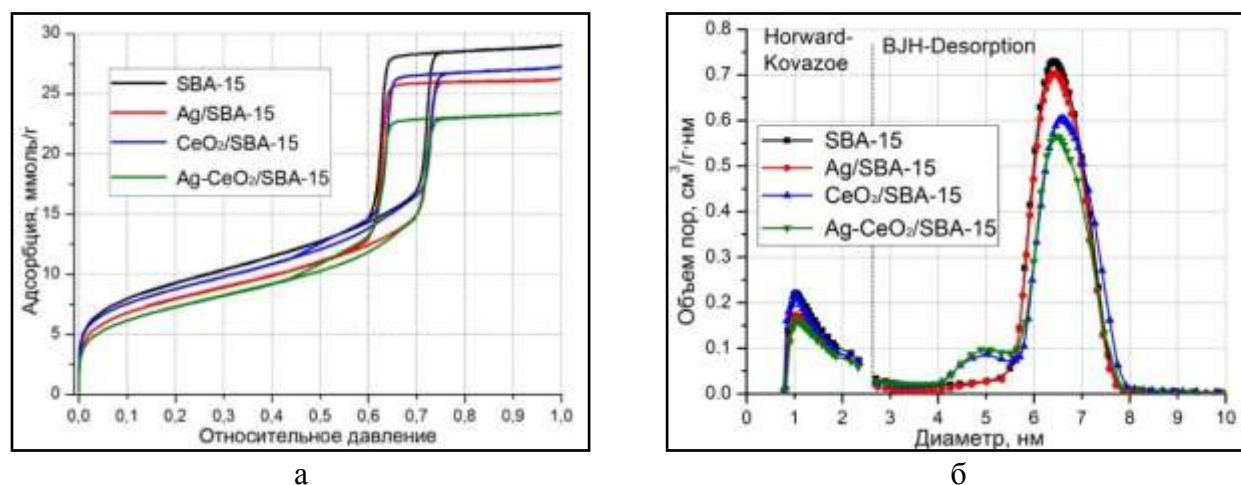 30
25
20
15
10
5
0
Адсорбция, ммоль/г
SBA-15
Ag/SBA-15
CeO₂/SBA-15
Ag-CeO₂/SBA-15
0,0 0,1 0,2 0,3 0,4 0,5 0,6 0,7 0,8 0,9 1,0
Относительное давление
а
0.8
0.7
0.6
0.5
0.4
0.3
0.2
0.1
0.0
Объем пор, см³/г·нм
Horward-
Kovazoe
BJH-Desorption
SBA-15
Ag/SBA-15
CeO₂/SBA-15
Ag-CeO₂/SBA-15
0 1 2 3 4 5 6 7 8 9 10
Диаметр, нм
б